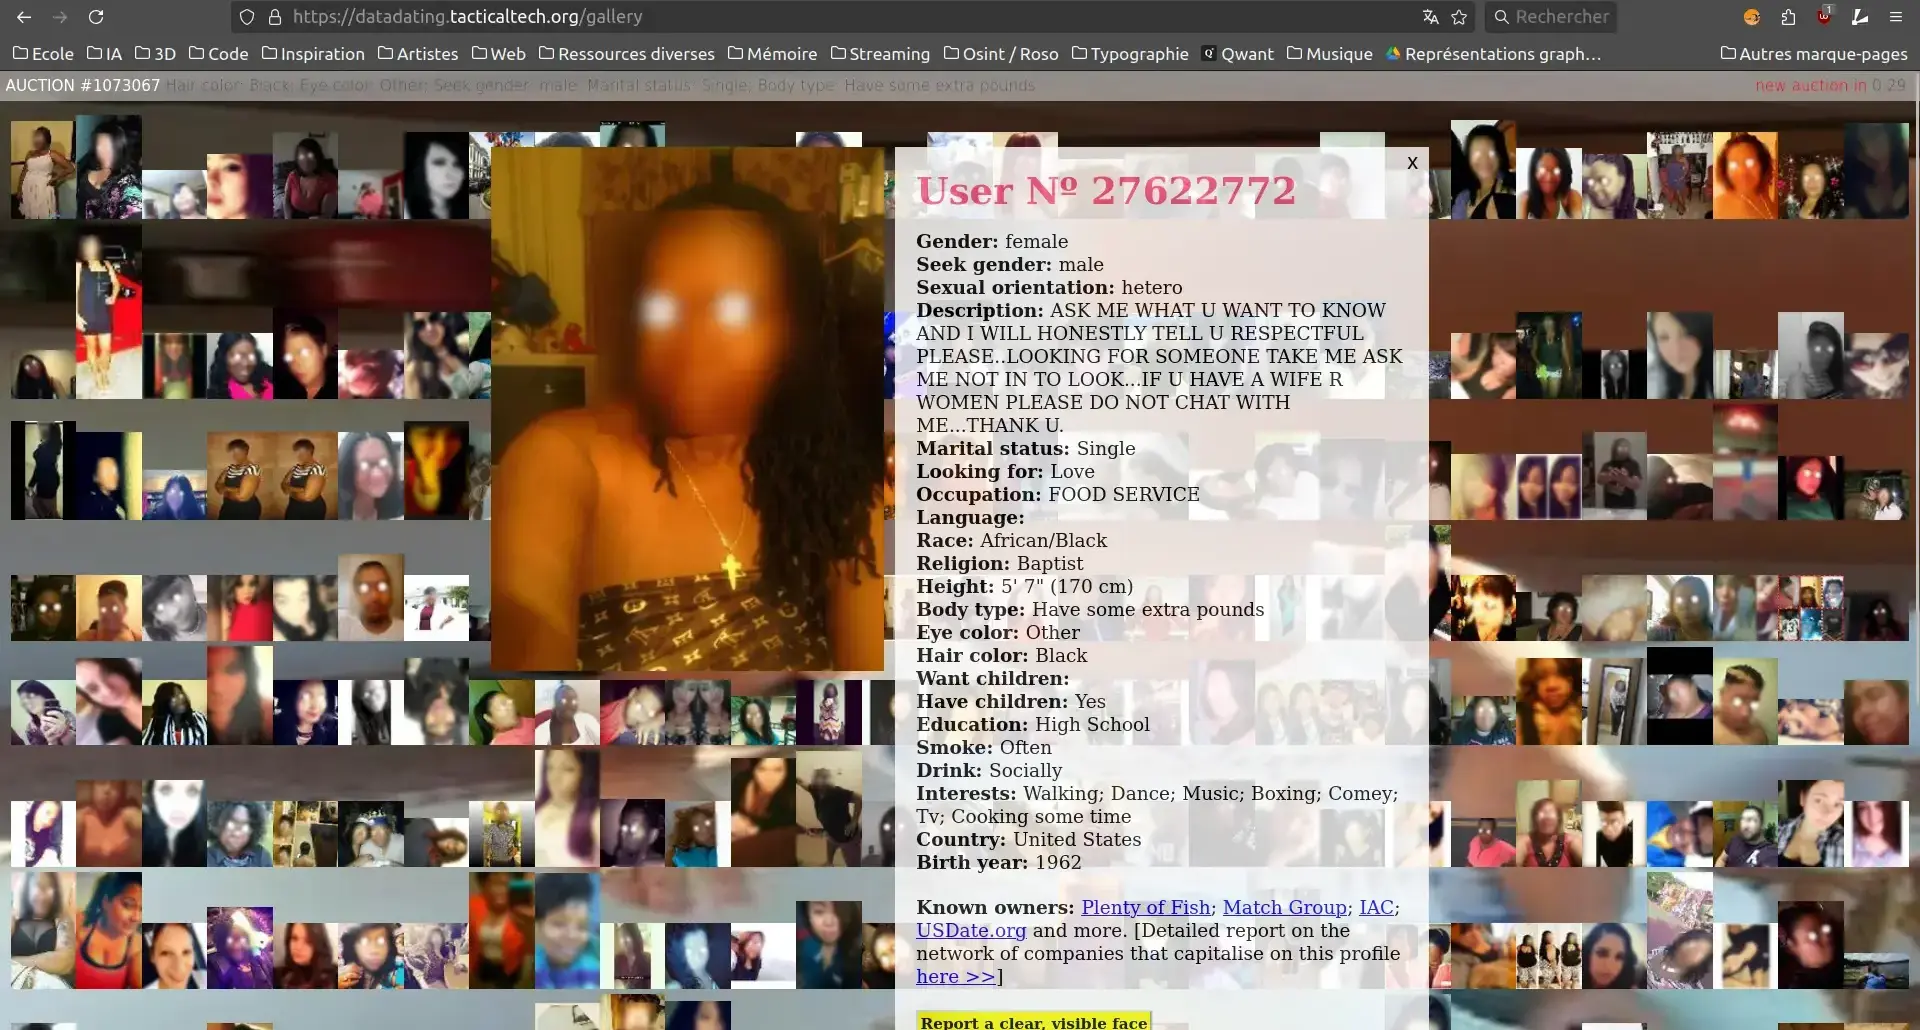 https://datadating.tacticaltech.org/gallery
Rechercher
1
Ecole IA 3D Code Inspiration Artistes Web Ressources diverses Mémoire Streaming Osint / Roso Typographie Qwant Musique Représentations graph… Autres marque-pages
AUCTION #1073067 Hair color: Black; Eye color: Other; Seek gender: male; Marital status: Single; Body type: Have some extra pounds
new auction in 0:29
x
User Nº 27622772
Gender: female
Seek gender: male
Sexual orientation: hetero
Description: ASK ME WHAT U WANT TO KNOW
AND I WILL HONESTLY TELL U RESPECTFUL
PLEASE..LOOKING FOR SOMEONE TAKE ME ASK
ME NOT IN TO LOOK...IF U HAVE A WIFE R
WOMEN PLEASE DO NOT CHAT WITH
ME...THANK U.
Marital status: Single
Looking for: Love
Occupation: FOOD SERVICE
Language:
Race: African/Black
Religion: Baptist
Height: 5' 7" (170 cm)
Body type: Have some extra pounds
Eye color: Other
Hair color: Black
Want children:
Have children: Yes
Education: High School
Smoke: Often
Drink: Socially
Interests: Walking; Dance; Music; Boxing; Comey;
Tv; Cooking some time
Country: United States
Birth year: 1962
Known owners: Plenty of Fish; Match Group; IAC;
USDate.org and more. [Detailed report on the
network of companies that capitalise on this profile
here >>]
Report a clear, visible face